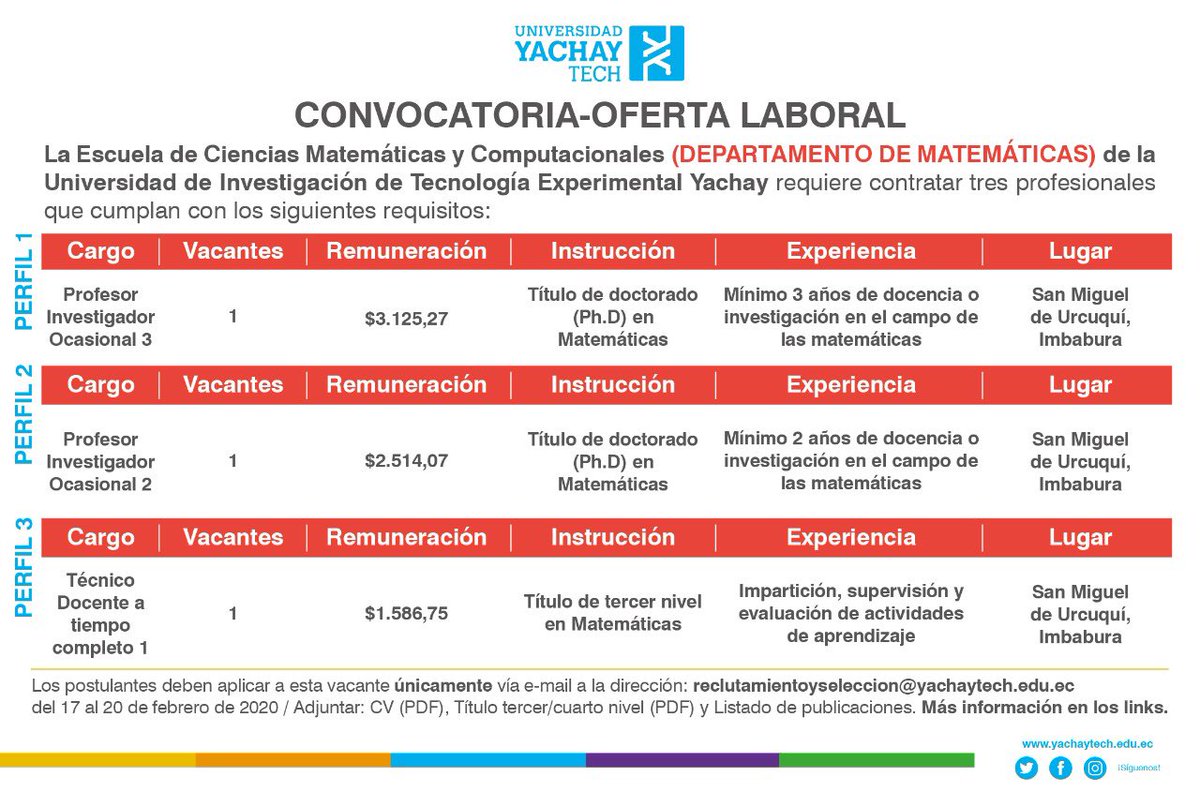 UNIVERSIDAD
YACHAY
TECH
CONVOCATORIA-OFERTA LABORAL
La Escuela de Ciencias Matemáticas y Computacionales (DEPARTAMENTO DE MATEMÁTICAS) de la
Universidad de Investigación de Tecnología Experimental Yachay requiere contratar tres profesionales
que cumplan con los siguientes requisitos:
PERFIL 1
Cargo Vacantes Remuneración Instrucción Experiencia Lugar
Profesor
Investigador
Ocasional 3
1
$3.125,27
Título de doctorado
(Ph.D) en
Matemáticas
Mínimo 3 años de docencia o
investigación en el campo de
las matemáticas
San Miguel
de Urcuquí,
Imbabura
PERFIL 2
Cargo Vacantes Remuneración Instrucción Experiencia Lugar
Profesor
Investigador
Ocasional 2
1
$2.514,07
Título de doctorado
(Ph.D) en
Matemáticas
Mínimo 2 años de docencia o
investigación en el campo de
las matemáticas
San Miguel
de Urcuquí,
Imbabura
PERFIL 3
Cargo Vacantes Remuneración Instrucción Experiencia Lugar
Técnico
Docente a
tiempo
completo 1
1
$1.586,75
Título de tercer nivel
en Matemáticas
Impartición, supervisión y
evaluación de actividades
de aprendizaje
San Miguel
de Urcuquí,
Imbabura
Los postulantes deben aplicar a esta vacante únicamente vía e-mail a la dirección: reclutamientoyseleccion@yachaytech.edu.ec
del 17 al 20 de febrero de 2020 / Adjuntar: CV (PDF), Título tercer/cuarto nivel (PDF) y Listado de publicaciones. Más información en los links.
www.yachaytech.edu.ec
¡Síguenos!